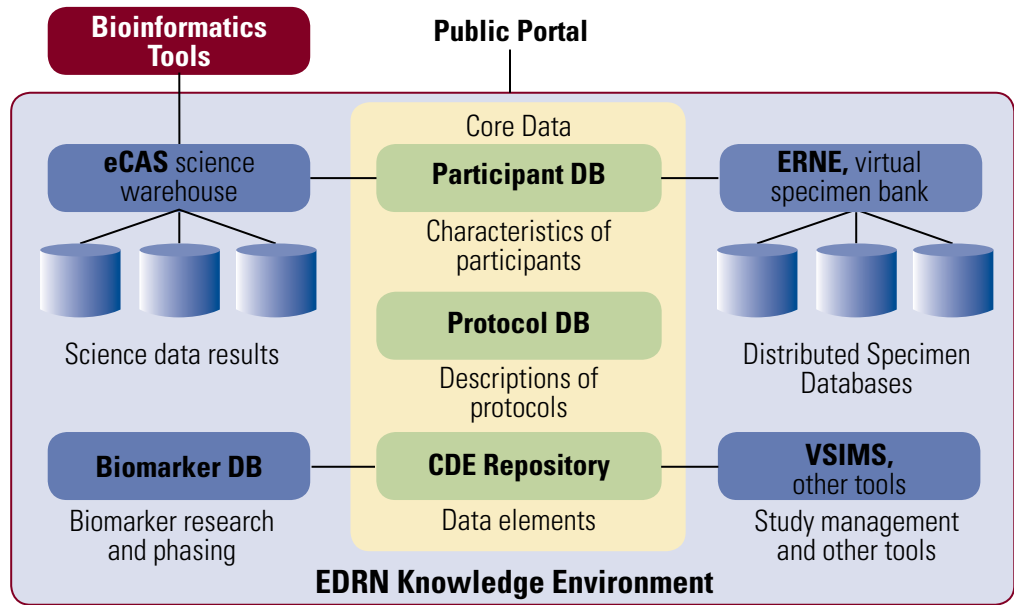 Bioinformatics
Tools
Public Portal
Core Data
eCAS science
warehouse
Participant DB
ERNE, virtual
specimen bank
Characteristics of
participants
Protocol DB
Science data results
Distributed Specimen
Databases
Descriptions of
protocols
Biomarker DB
CDE Repository
VSIMS,
other tools
Biomarker research
and phasing
Data elements
Study management
and other tools
EDRN Knowledge Environment